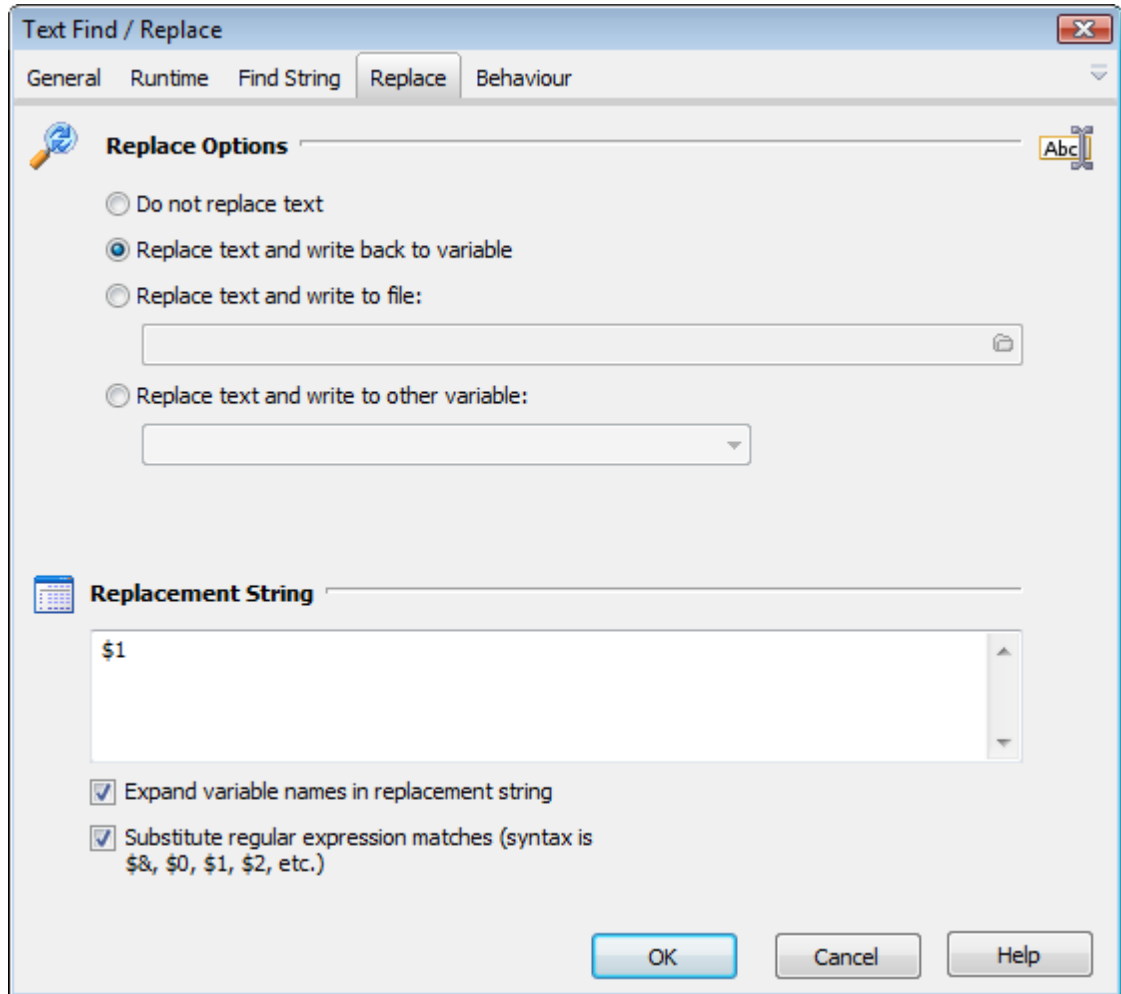 Text Find / Replace
General Runtime Find String Replace Behaviour
Replace Options
Abc
Do not replace text
Replace text and write back to variable
Replace text and write to file:
Replace text and write to other variable:
Replacement String
$1
Expand variable names in replacement string
Substitute regular expression matches (syntax is
$&, $0, $1, $2, etc.)
OK Cancel Help